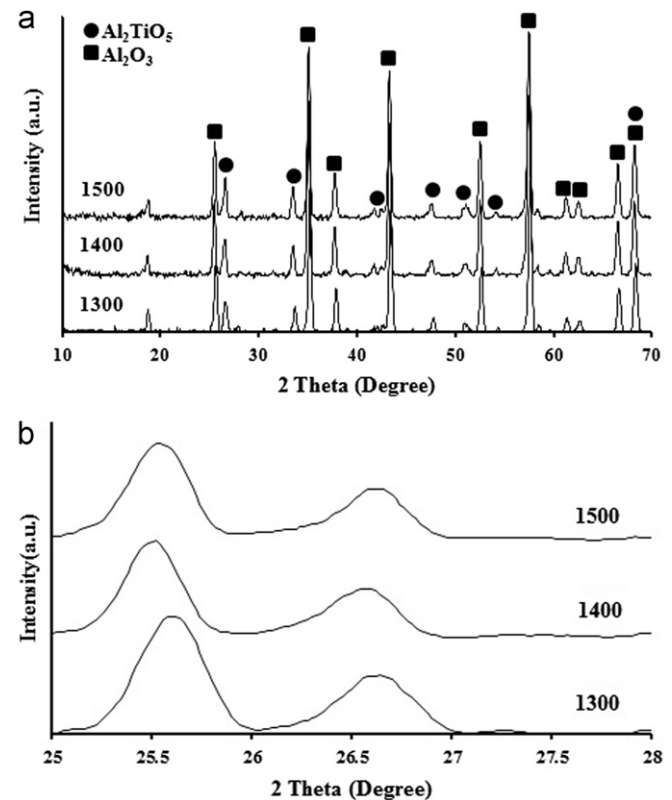 a
● Al₂TiO₅
■ Al₂O₃
Intensity (a.u.)
1500
1400
1300
10 20 30 40 50 60 70
2 Theta (Degree)
b
Intensity(a.u.)
1500
1400
1300
25 25.5 26 26.5 27 27.5 28
2 Theta (Degree)